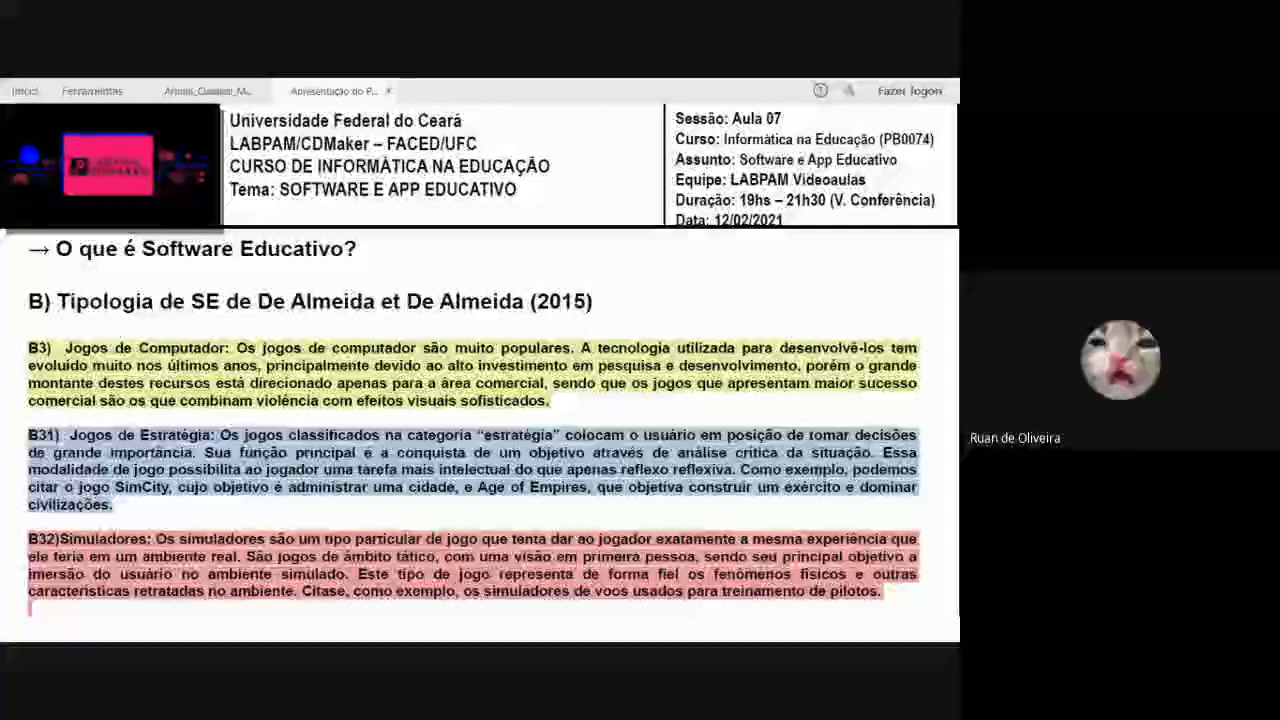 Início Ferramentas Apresentação do P... × Fazer logon
Universidade Federal do Ceará
LABPAM/CDMaker – FACED/UFC
CURSO DE INFORMÁTICA NA EDUCAÇÃO
Tema: SOFTWARE E APP EDUCATIVO
Sessão: Aula 07
Curso: Informática na Educação (PB0074)
Assunto: Software e App Educativo
Equipe: LABPAM Videoaulas
Duração: 19hs – 21h30 (V. Conferência)
Data: 12/02/2021
→ O que é Software Educativo?
B) Tipologia de SE de De Almeida et De Almeida (2015)
B3) Jogos de Computador: Os jogos de computador são muito populares. A tecnologia utilizada para desenvolvê-los tem
evoluído muito nos últimos anos, principalmente devido ao alto investimento em pesquisa e desenvolvimento, porém o grande
montante destes recursos está direcionado apenas para a área comercial, sendo que os jogos que apresentam maior sucesso
comercial são os que combinam violência com efeitos visuais sofisticados.
B31) Jogos de Estratégia: Os jogos classificados na categoria “estratégia” colocam o usuário em posição de tomar decisões
de grande importância. Sua função principal é a conquista de um objetivo através de análise crítica da situação. Essa
modalidade de jogo possibilita ao jogador uma tarefa mais intelectual do que apenas reflexo reflexiva. Como exemplo, podemos
citar o jogo SimCity, cujo objetivo é administrar uma cidade, e Age of Empires, que objetiva construir um exército e dominar
civilizações.
B32)Simuladores: Os simuladores são um tipo particular de jogo que tenta dar ao jogador exatamente a mesma experiência que
ele teria em um ambiente real. São jogos de âmbito tático, com uma visão em primeira pessoa, sendo seu principal objetivo a
imersão do usuário no ambiente simulado. Este tipo de jogo representa de forma fiel os fenômenos físicos e outras
características retratadas no ambiente. Citase, como exemplo, os simuladores de voos usados para treinamento de pilotos.
Ruan de Oliveira